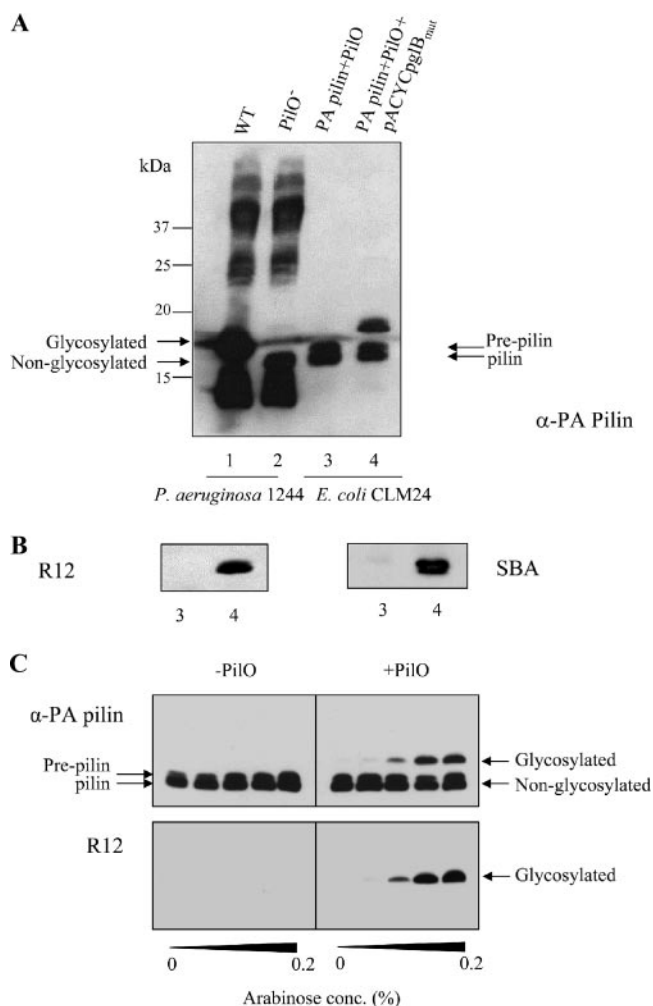 A
WT
PilO⁻
PA pilin+PilO
PA pilin+PilO+
pACYCpglBmut
kDa
37
25
20
15
Glycosylated
Non-glycosylated
Pre-pilin
pilin
α-PA Pilin
1 2 3 4
P. aeruginosa 1244 E. coli CLM24
B
R12
3 4
SBA
3 4
C
-PilO +PilO
α-PA pilin
Pre-pilin
pilin
Glycosylated
Non-glycosylated
R12
Glycosylated
0 0.2 0 0.2
Arabinose conc. (%)